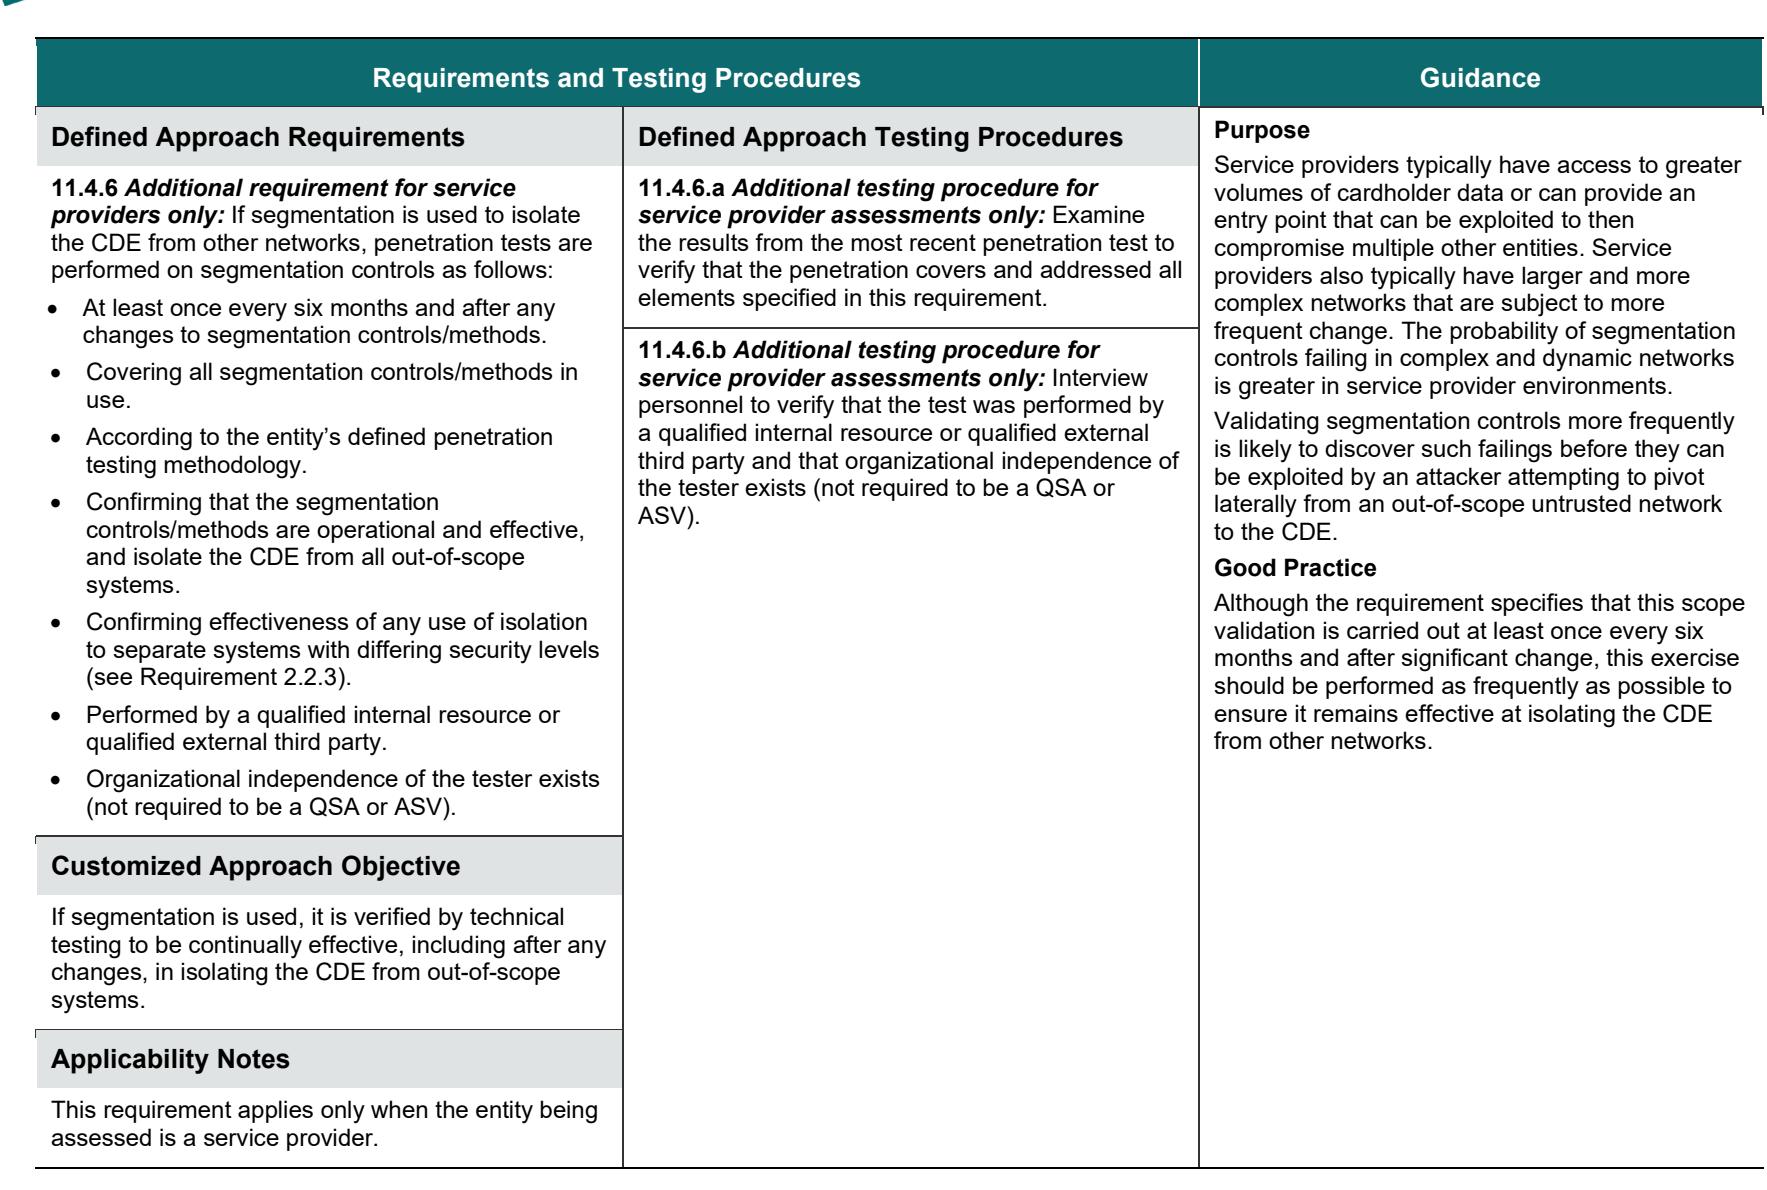 Requirements and Testing Procedures
Guidance
Defined Approach Requirements
11.4.6 Additional requirement for service
providers only: If segmentation is used to isolate
the CDE from other networks, penetration tests are
performed on segmentation controls as follows:
• At least once every six months and after any
changes to segmentation controls/methods.
• Covering all segmentation controls/methods in
use.
• According to the entity’s defined penetration
testing methodology.
• Confirming that the segmentation
controls/methods are operational and effective,
and isolate the CDE from all out-of-scope
systems.
• Confirming effectiveness of any use of isolation
to separate systems with differing security levels
(see Requirement 2.2.3).
• Performed by a qualified internal resource or
qualified external third party.
• Organizational independence of the tester exists
(not required to be a QSA or ASV).
Customized Approach Objective
If segmentation is used, it is verified by technical
testing to be continually effective, including after any
changes, in isolating the CDE from out-of-scope
systems.
Applicability Notes
This requirement applies only when the entity being
assessed is a service provider.
Defined Approach Testing Procedures
11.4.6.a Additional testing procedure for
service provider assessments only: Examine
the results from the most recent penetration test to
verify that the penetration covers and addressed all
elements specified in this requirement.
11.4.6.b Additional testing procedure for
service provider assessments only: Interview
personnel to verify that the test was performed by
a qualified internal resource or qualified external
third party and that organizational independence of
the tester exists (not required to be a QSA or
ASV).
Purpose
Service providers typically have access to greater
volumes of cardholder data or can provide an
entry point that can be exploited to then
compromise multiple other entities. Service
providers also typically have larger and more
complex networks that are subject to more
frequent change. The probability of segmentation
controls failing in complex and dynamic networks
is greater in service provider environments.
Validating segmentation controls more frequently
is likely to discover such failings before they can
be exploited by an attacker attempting to pivot
laterally from an out-of-scope untrusted network
to the CDE.
Good Practice
Although the requirement specifies that this scope
validation is carried out at least once every six
months and after significant change, this exercise
should be performed as frequently as possible to
ensure it remains effective at isolating the CDE
from other networks.